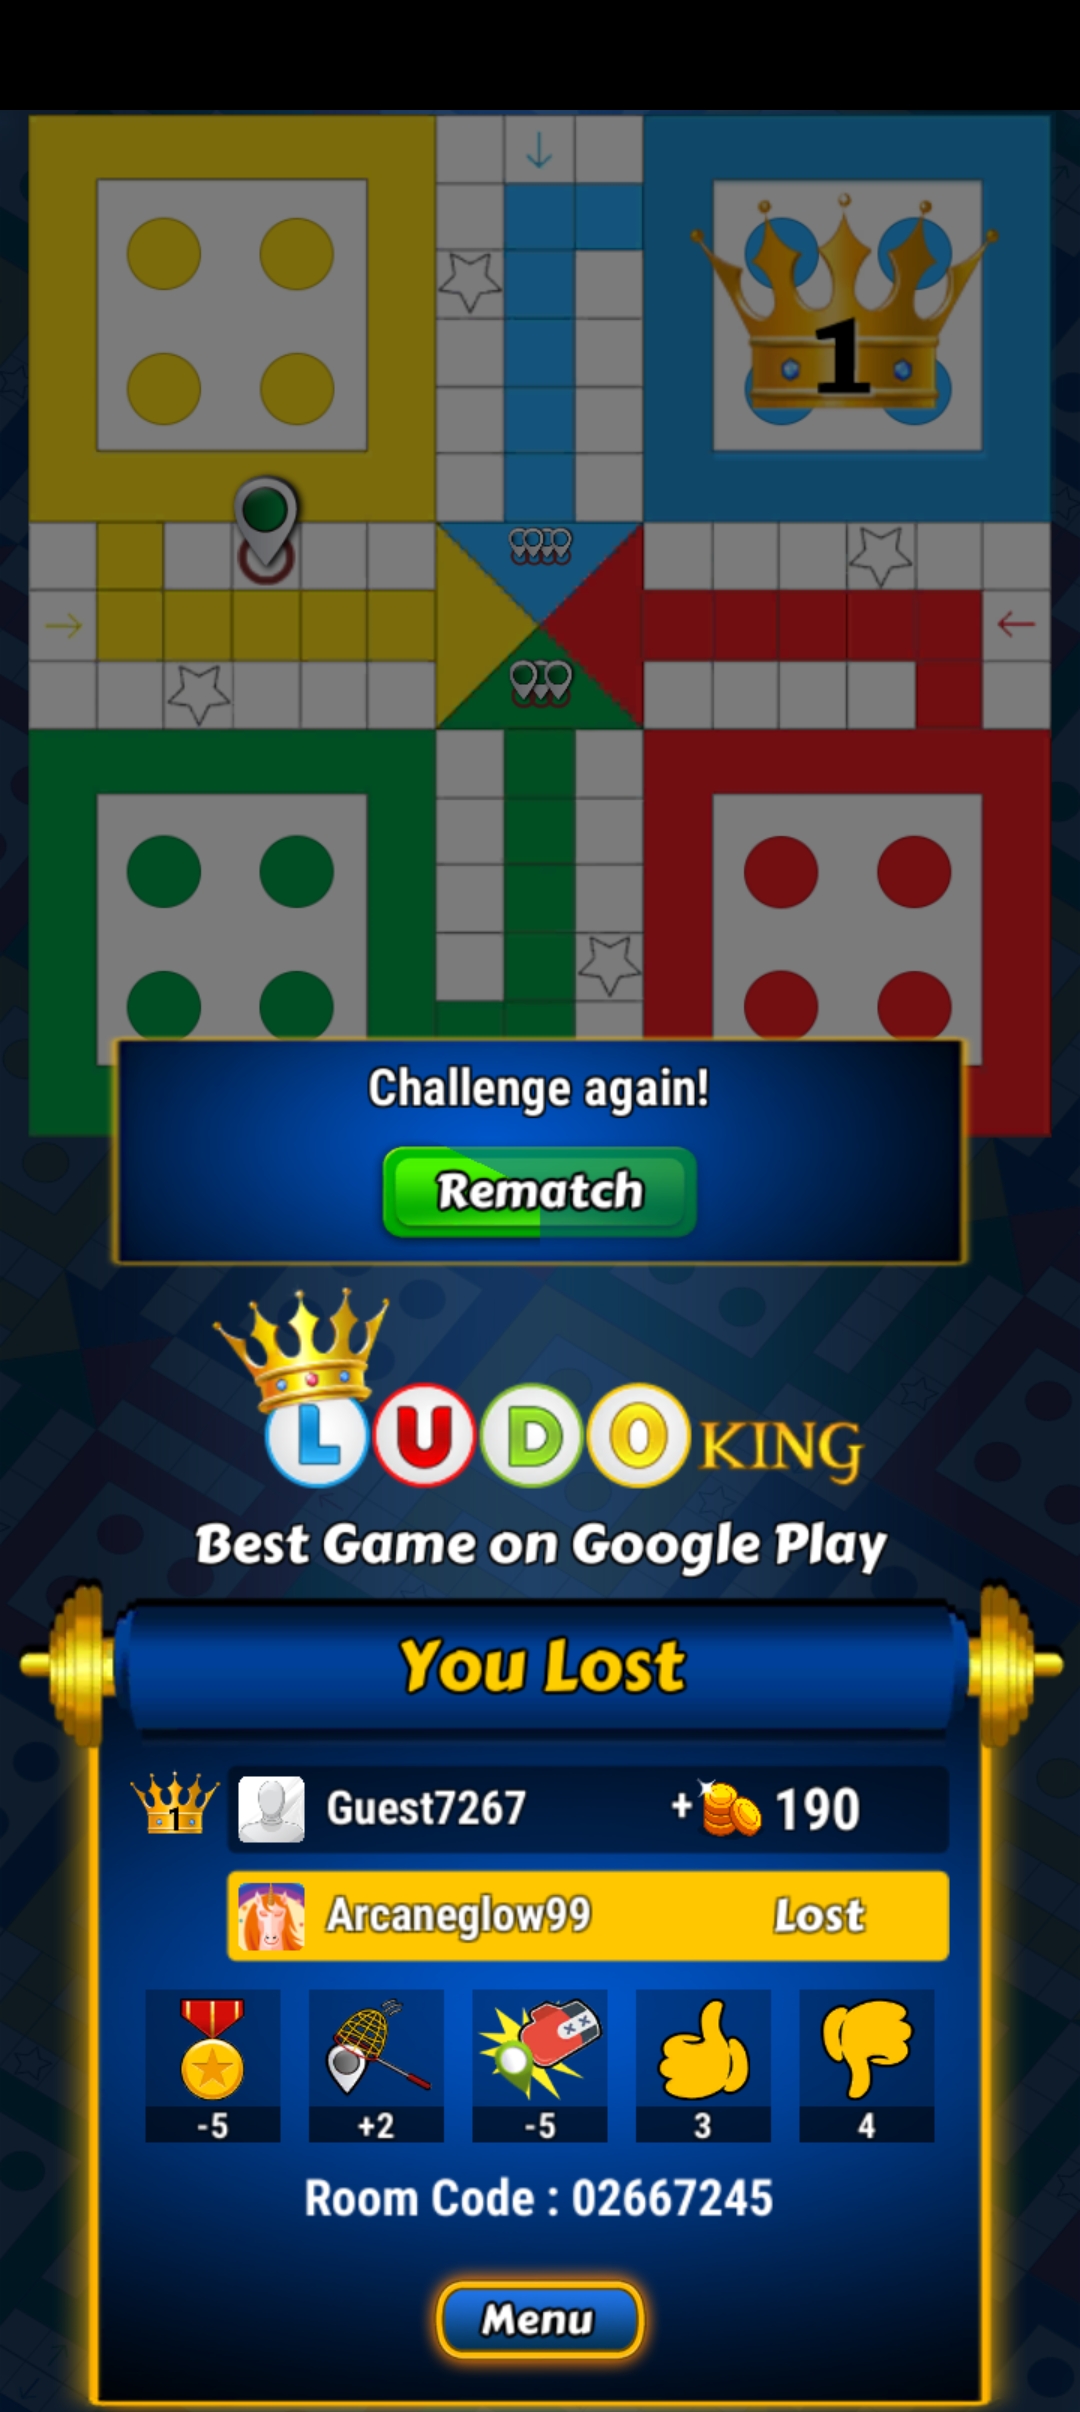 1
Challenge again!
Rematch
LUDO KING
Best Game on Google Play
You Lost
1 Guest7267 + 190
Arcaneglow99 Lost
-5 +2 -5 3 4
Room Code : 02667245
Menu